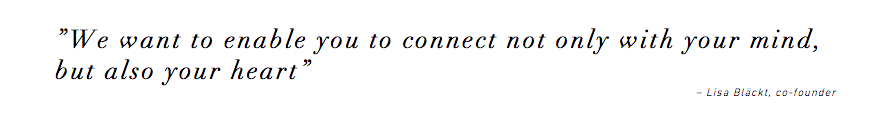 ”We want to enable you to connect not only with your mind,
but also your heart”
– Lisa Bläckt, co-founder